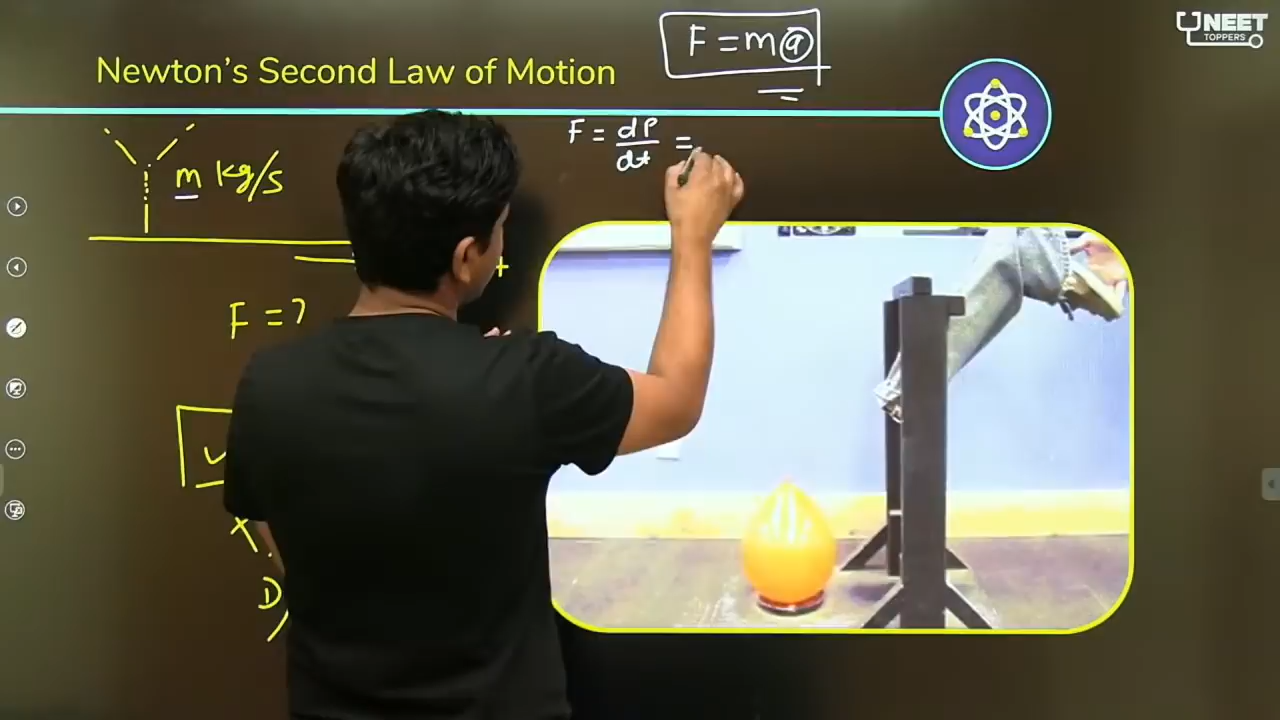 F = ma
NEET
TOPPERS
Newton's Second Law of Motion
F = dP/dt =
m kg/s
F = ?
D